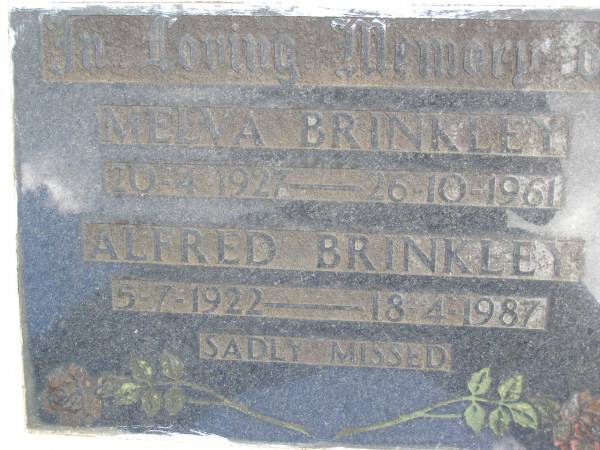 In Loving Memory o
MELVA BRINKLEY
20-4-1927 — 26-10-1961
ALFRED BRINKLEY
5-7-1922 — 18-4-1987
SADLY MISSED